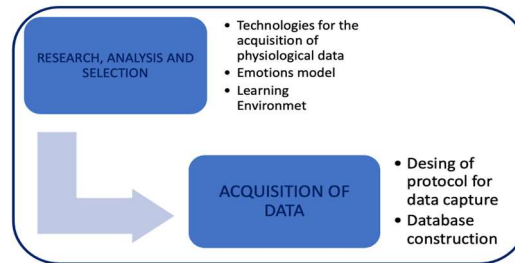 RESEARCH, ANALYSIS AND
SELECTION
• Technologies for the
acquisition of
physiological data
• Emotions model
• Learning
Environmet
ACQUISITION OF
DATA
• Desing of
protocol for
data capture
• Database
construction